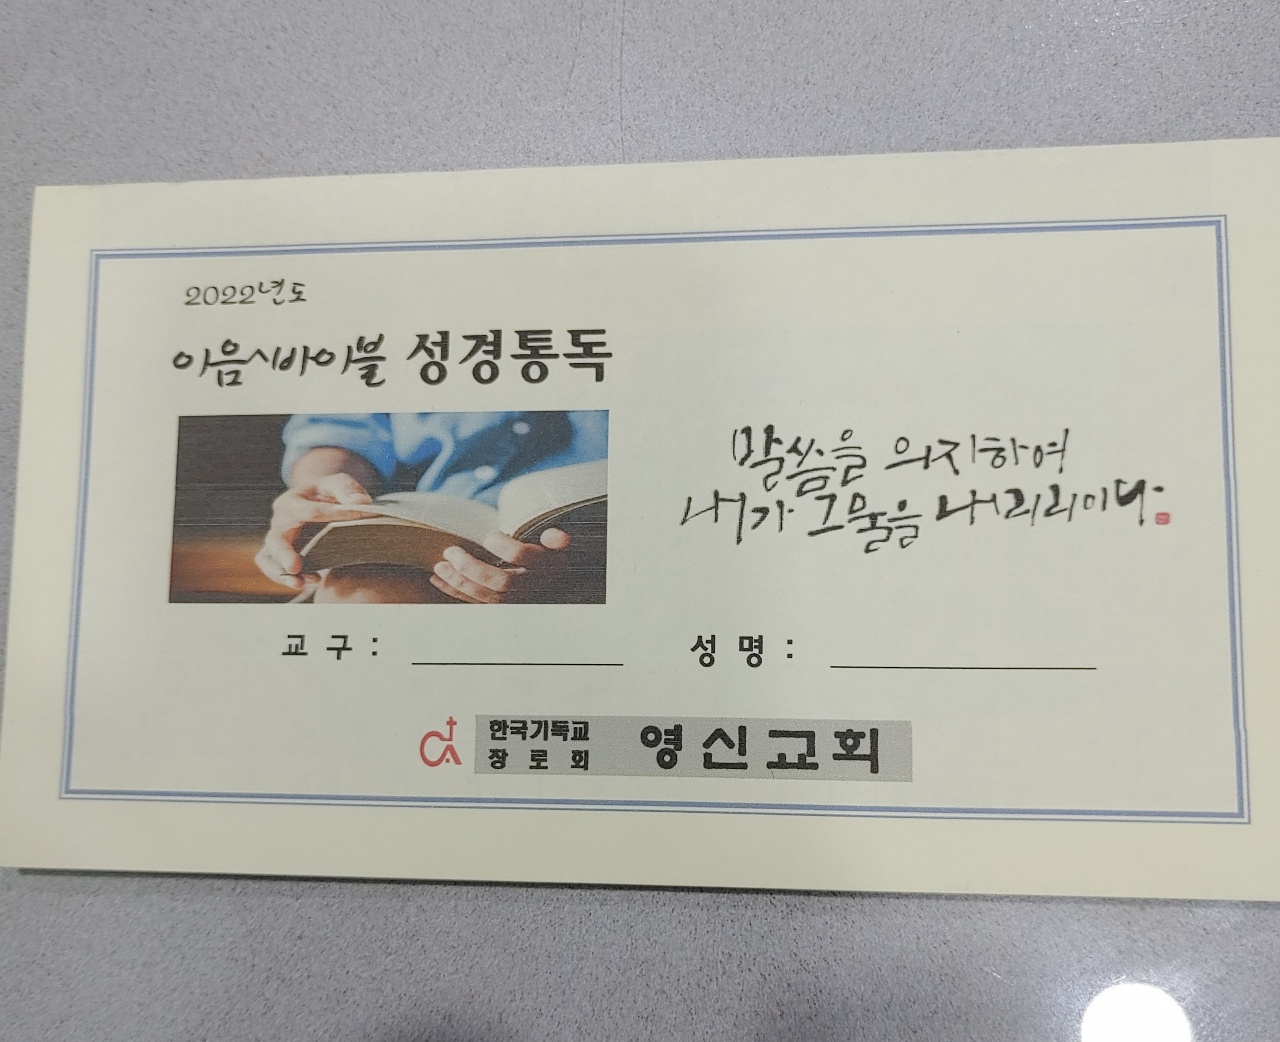 2022년도
이음시바이블 성경통독
말씀을 의지하여
내가 그물을 내리리이다.
교 구 :
성 명 :
한국기독교
장 로 회
영신교회